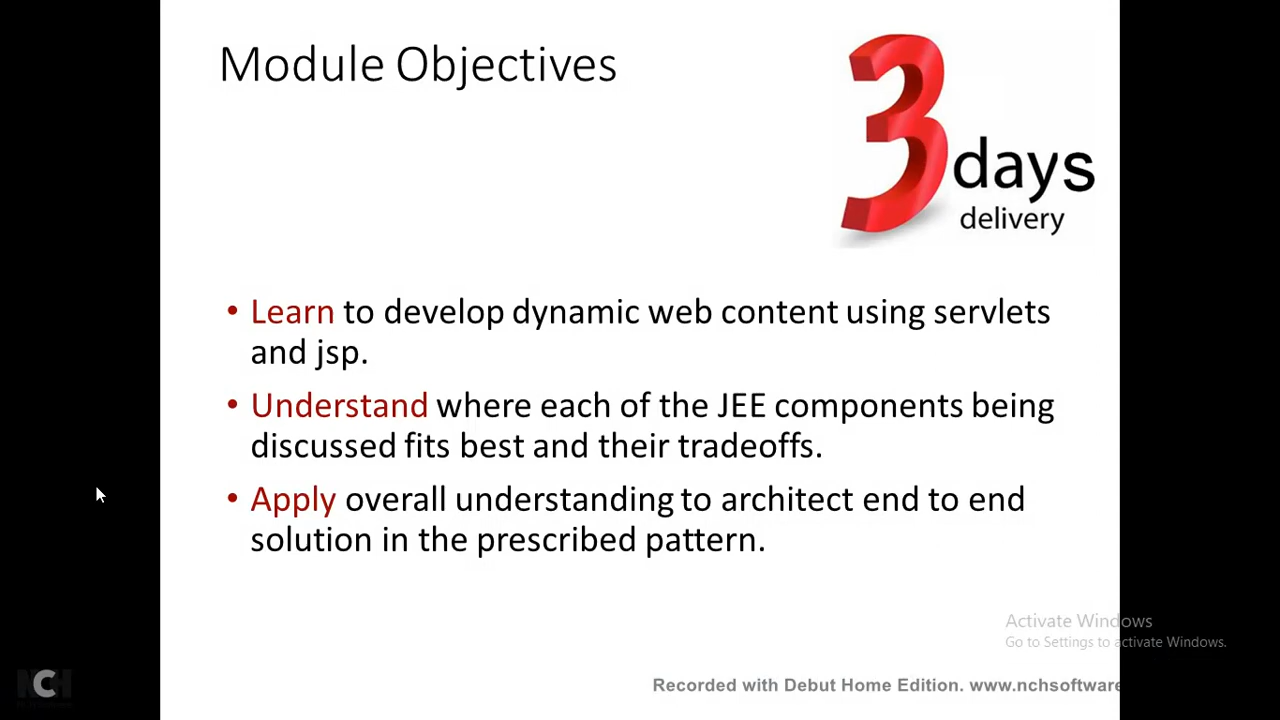 Module Objectives
3 days
delivery
• Learn to develop dynamic web content using servlets
and jsp.
• Understand where each of the JEE components being
discussed fits best and their tradeoffs.
• Apply overall understanding to architect end to end
solution in the prescribed pattern.
Activate Windows
Go to Settings to activate Windows.
NCH
Recorded with Debut Home Edition. www.nchsoftware